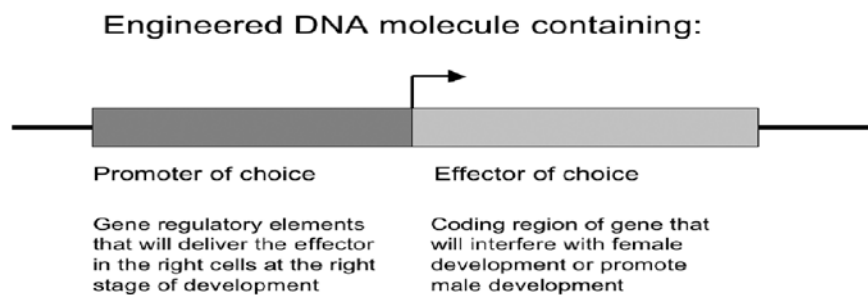 Engineered DNA molecule containing:
Promoter of choice
Effector of choice
Gene regulatory elements
that will deliver the effector
in the right cells at the right
stage of development
Coding region of gene that
will interfere with female
development or promote
male development